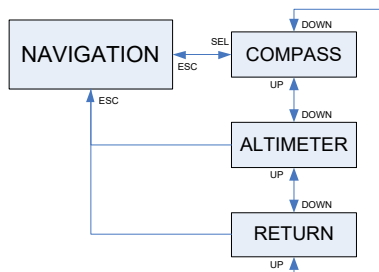 DOWN
SEL
NAVIGATION
COMPASS
ESC
UP
ESC
DOWN
ALTIMETER
UP
DOWN
RETURN
UP